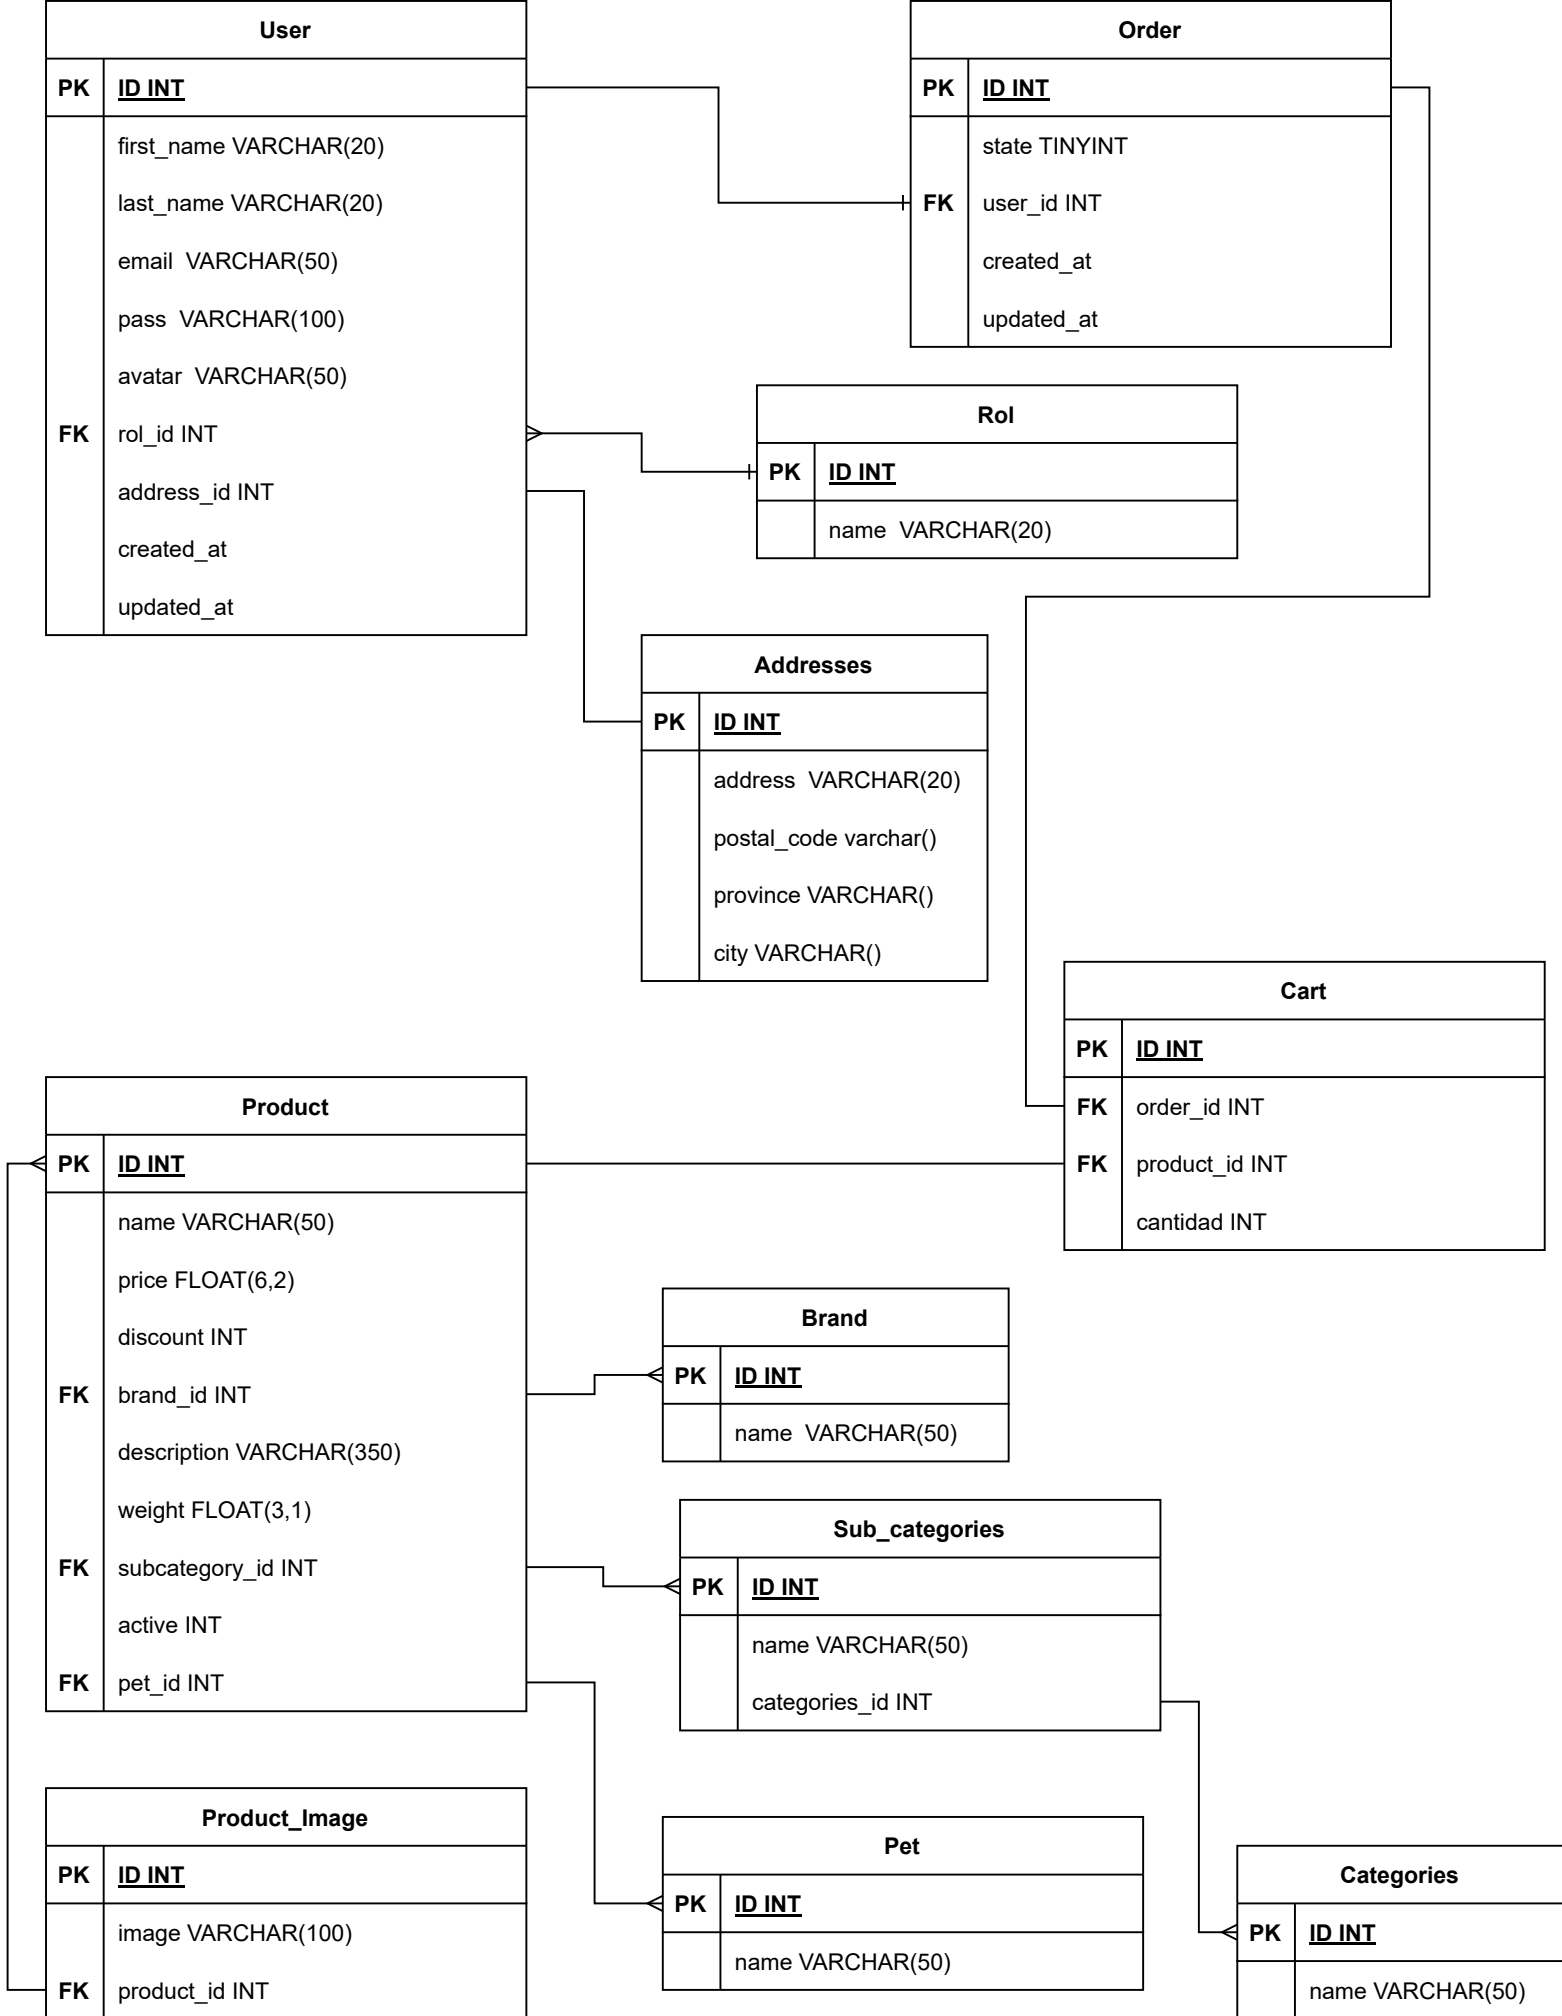 User
PK ID INT
first_name VARCHAR(20)
last_name VARCHAR(20)
email  VARCHAR(50)
pass  VARCHAR(100)
avatar  VARCHAR(50)
FK rol_id INT
address_id INT
created_at
updated_at
Order
PK ID INT
state TINYINT
FK user_id INT
created_at
updated_at
Rol
PK ID INT
name  VARCHAR(20)
Addresses
PK ID INT
address  VARCHAR(20)
postal_code varchar()
province VARCHAR()
city VARCHAR()
Cart
PK ID INT
FK order_id INT
FK product_id INT
cantidad INT
Product
PK ID INT
name VARCHAR(50)
price FLOAT(6,2)
discount INT
FK brand_id INT
description VARCHAR(350)
weight FLOAT(3,1)
FK subcategory_id INT
active INT
FK pet_id INT
Brand
PK ID INT
name  VARCHAR(50)
Sub_categories
PK ID INT
name VARCHAR(50)
categories_id INT
Product_Image
PK ID INT
image VARCHAR(100)
FK product_id INT
Pet
PK ID INT
name VARCHAR(50)
Categories
PK ID INT
name VARCHAR(50)